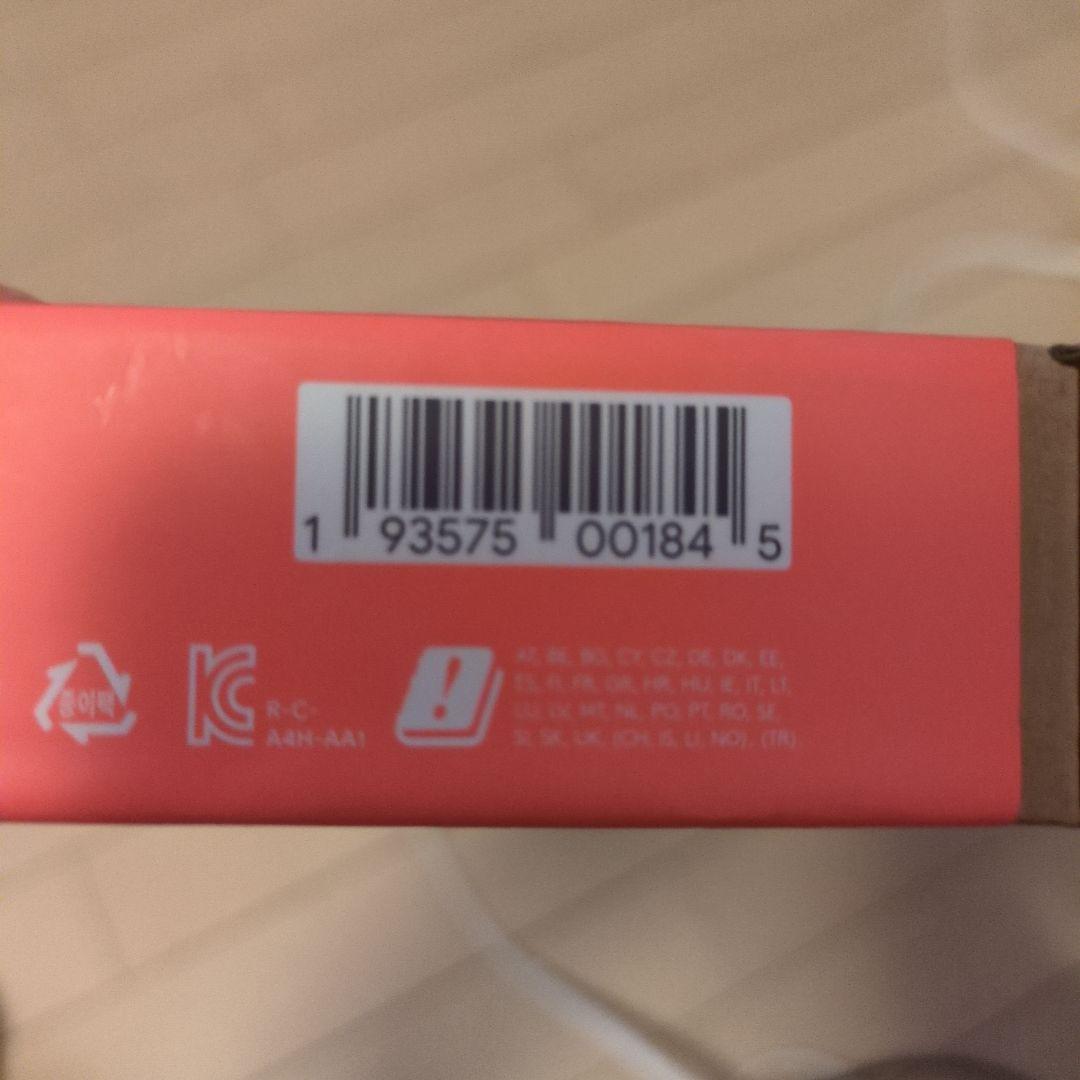 1 93575 00184 5
종이팩
R-C-
A4H-AA1
AT, BE, BG, CY, CZ, DE, DK, EE,
ES, FI, FR, GR, HR, HU, IE, IT, LT,
LU, LV, MT, NL, PO, PT, RO, SE,
SI, SK, UK, (CH, IS, LI, NO), (TR)